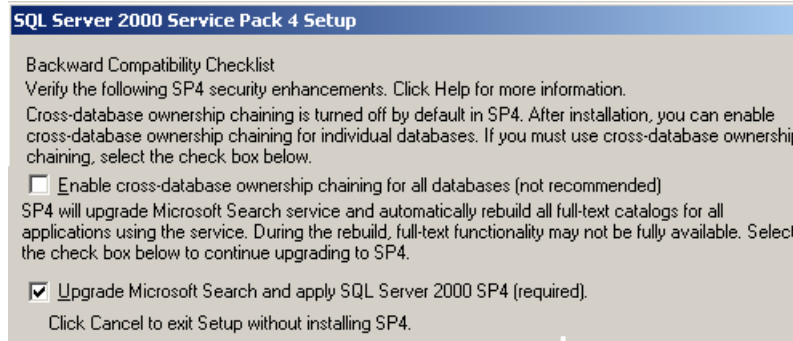 SQL Server 2000 Service Pack 4 Setup
Backward Compatibility Checklist
Verify the following SP4 security enhancements. Click Help for more information.
Cross-database ownership chaining is turned off by default in SP4. After installation, you can enable
cross-database ownership chaining for individual databases. If you must use cross-database ownership
chaining, select the check box below.
Enable cross-database ownership chaining for all databases (not recommended)
SP4 will upgrade Microsoft Search service and automatically rebuild all full-text catalogs for all
applications using the service. During the rebuild, full-text functionality may not be fully available. Select
the check box below to continue upgrading to SP4.
Upgrade Microsoft Search and apply SQL Server 2000 SP4 (required).
Click Cancel to exit Setup without installing SP4.